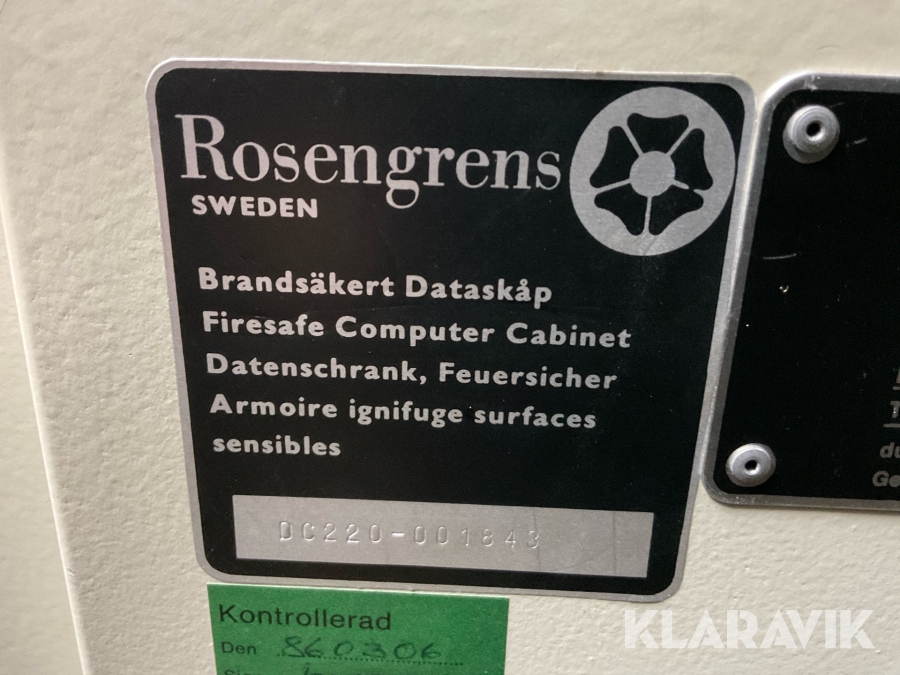 Rosengrens
SWEDEN
Brandsäkert Dataskåp
Firesafe Computer Cabinet
Datenschrank, Feuersicher
Armoire ignifuge surfaces
sensibles
DC220-001843
Kontrollerad
Den 860306
KLARAVIK